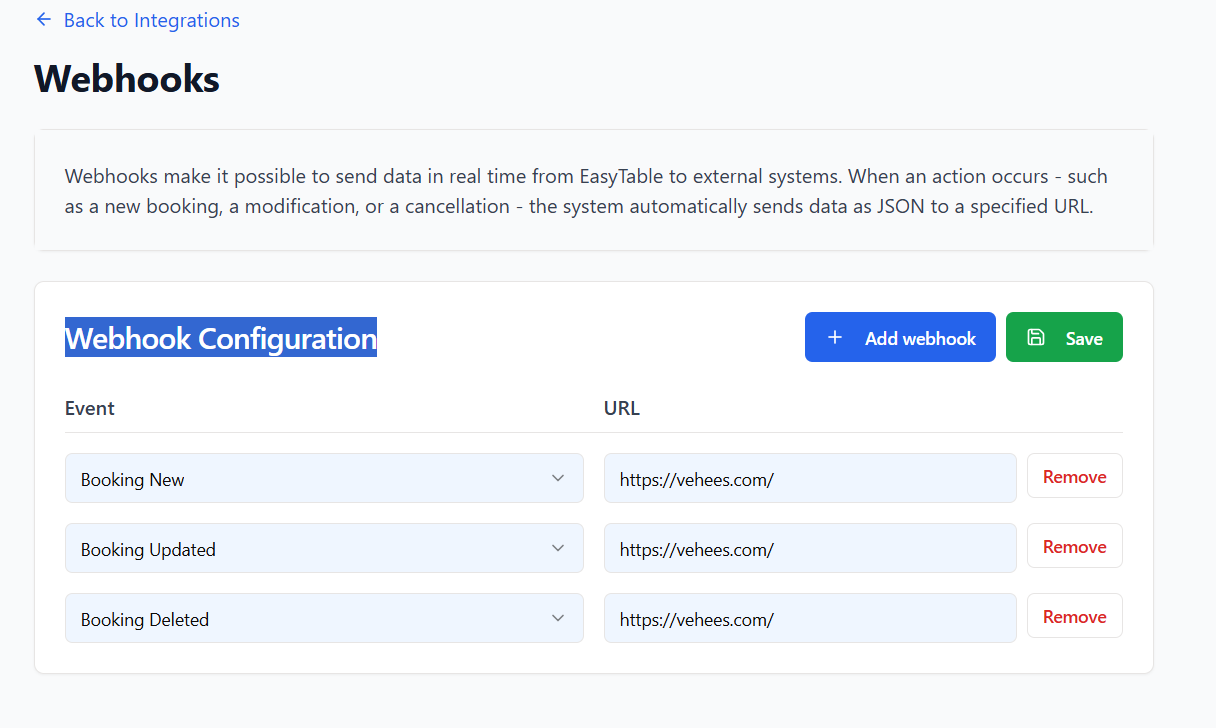 Back to Integrations
Webhooks
Webhooks make it possible to send data in real time from EasyTable to external systems. When an action occurs - such
as a new booking, a modification, or a cancellation - the system automatically sends data as JSON to a specified URL.
Webhook Configuration
Add webhook
Save
Event URL
Booking New https://vehees.com/ Remove
Booking Updated https://vehees.com/ Remove
Booking Deleted https://vehees.com/ Remove